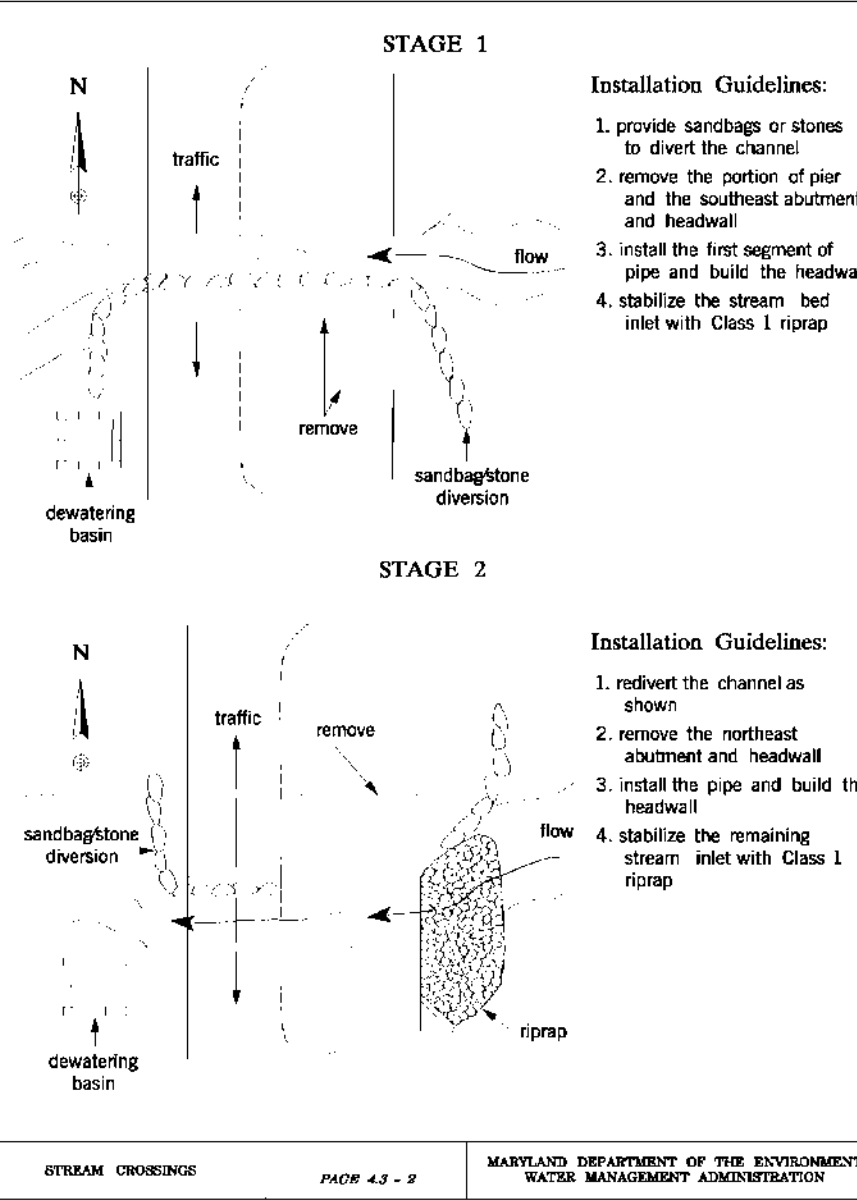 STAGE 1
N
traffic
flow
remove
sandbag/stone
diversion
dewatering
basin
Installation Guidelines:
1. provide sandbags or stones
to divert the channel
2. remove the portion of pier
and the southeast abutment
and headwall
3. install the first segment of
pipe and build the headwa
4. stabilize the stream bed
inlet with Class 1 riprap
STAGE 2
N
traffic
remove
sandbag/stone
diversion
flow
riprap
dewatering
basin
Installation Guidelines:
1. redivert the channel as
shown
2. remove the northeast
abutment and headwall
3. install the pipe and build th
headwall
4. stabilize the remaining
stream inlet with Class 1
riprap
STREAM CROSSINGS
PAGE 4.3 - 2
MARYLAND DEPARTMENT OF THE ENVIRONMENT
WATER MANAGEMENT ADMINISTRATION